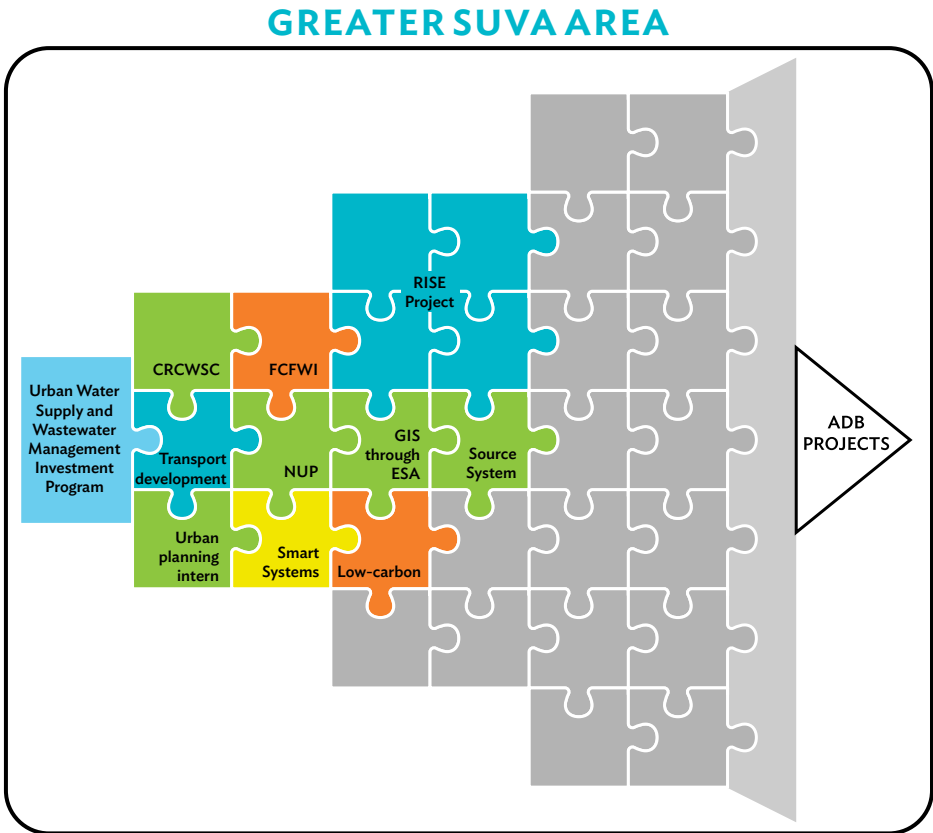 GREATER SUVA AREA
RISE
Project
CRCWSC
FCFWI
Urban Water
Supply and
Wastewater
Management
Investment
Program
Transport
development
NUP
GIS
through
ESA
Source
System
ADB
PROJECTS
Urban
planning
intern
Smart
Systems
Low-carbon